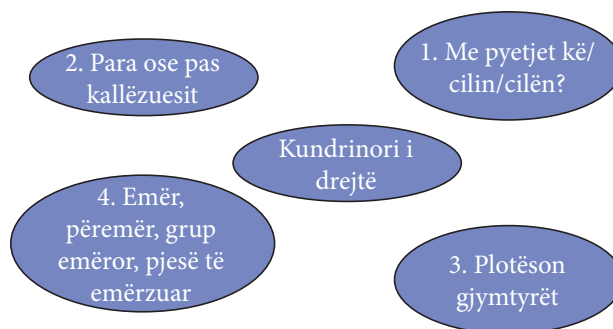 1. Me pyetjet kë/
cilin/cilën?
2. Para ose pas
kallëzuesit
Kundrinori i
drejtë
4. Emër,
përemër, grup
emëror, pjesë të
emërzuar
3. Plotëson
gjymtyrët